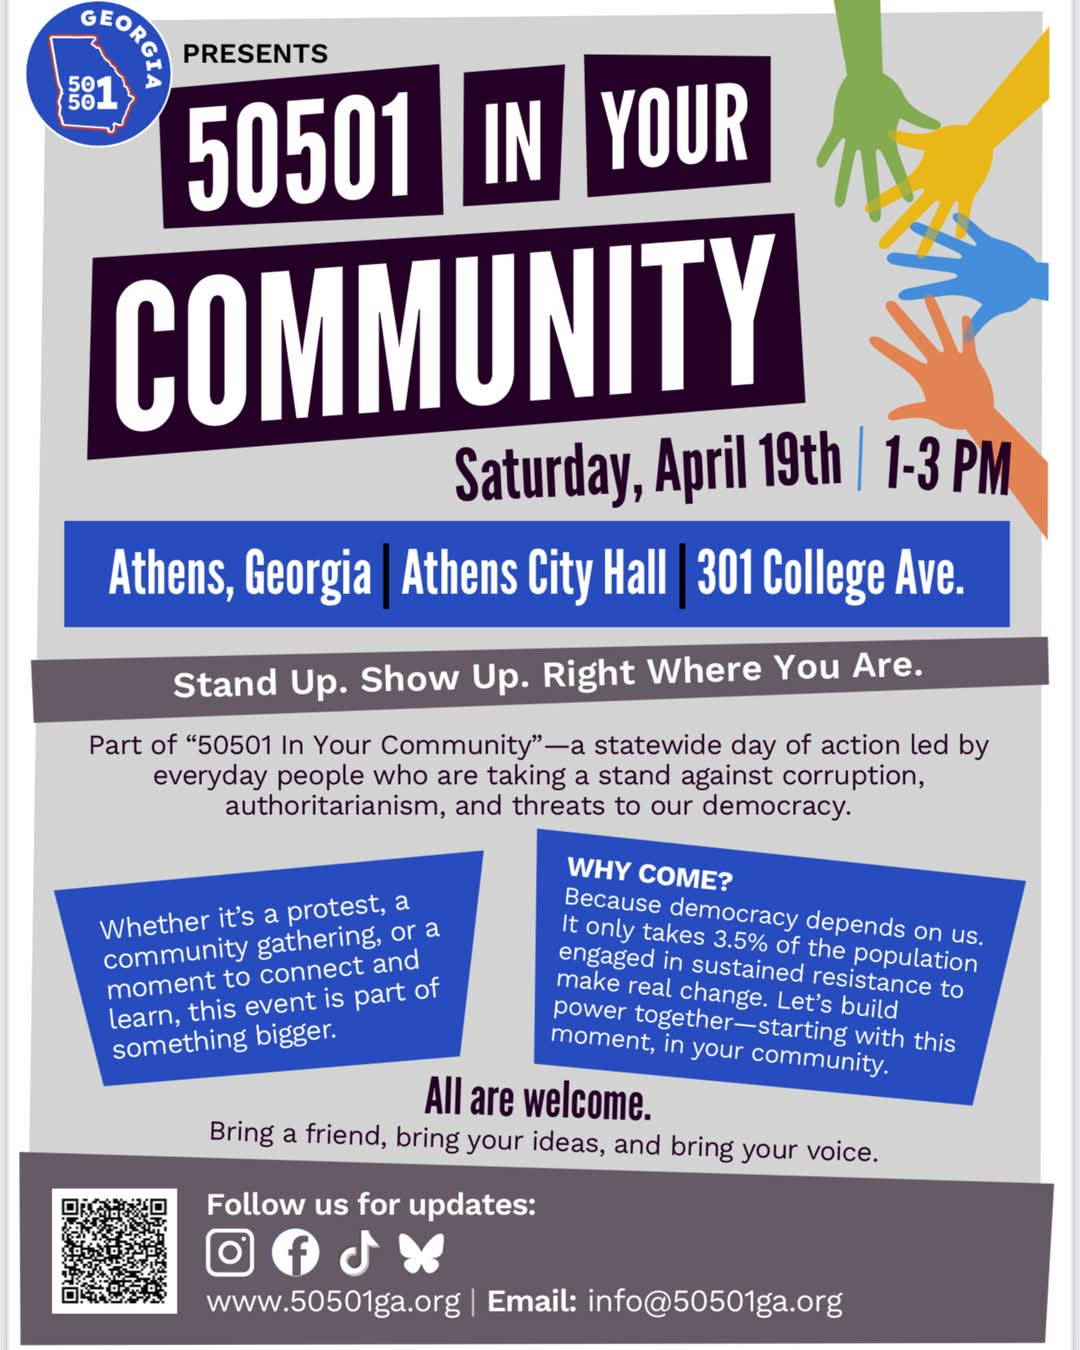 GEORGIA
50
501
PRESENTS
50501 IN YOUR
COMMUNITY
Saturday, April 19th | 1-3 PM
Athens, Georgia | Athens City Hall | 301 College Ave.
Stand Up. Show Up. Right Where You Are.
Part of “50501 In Your Community”—a statewide day of action led by
everyday people who are taking a stand against corruption,
authoritarianism, and threats to our democracy.
Whether it’s a protest, a
community gathering, or a
moment to connect and
learn, this event is part of
something bigger.
WHY COME?
Because democracy depends on us.
It only takes 3.5% of the population
engaged in sustained resistance to
make real change. Let’s build
power together—starting with this
moment, in your community.
All are welcome.
Bring a friend, bring your ideas, and bring your voice.
Follow us for updates:
www.50501ga.org | Email: info@50501ga.org